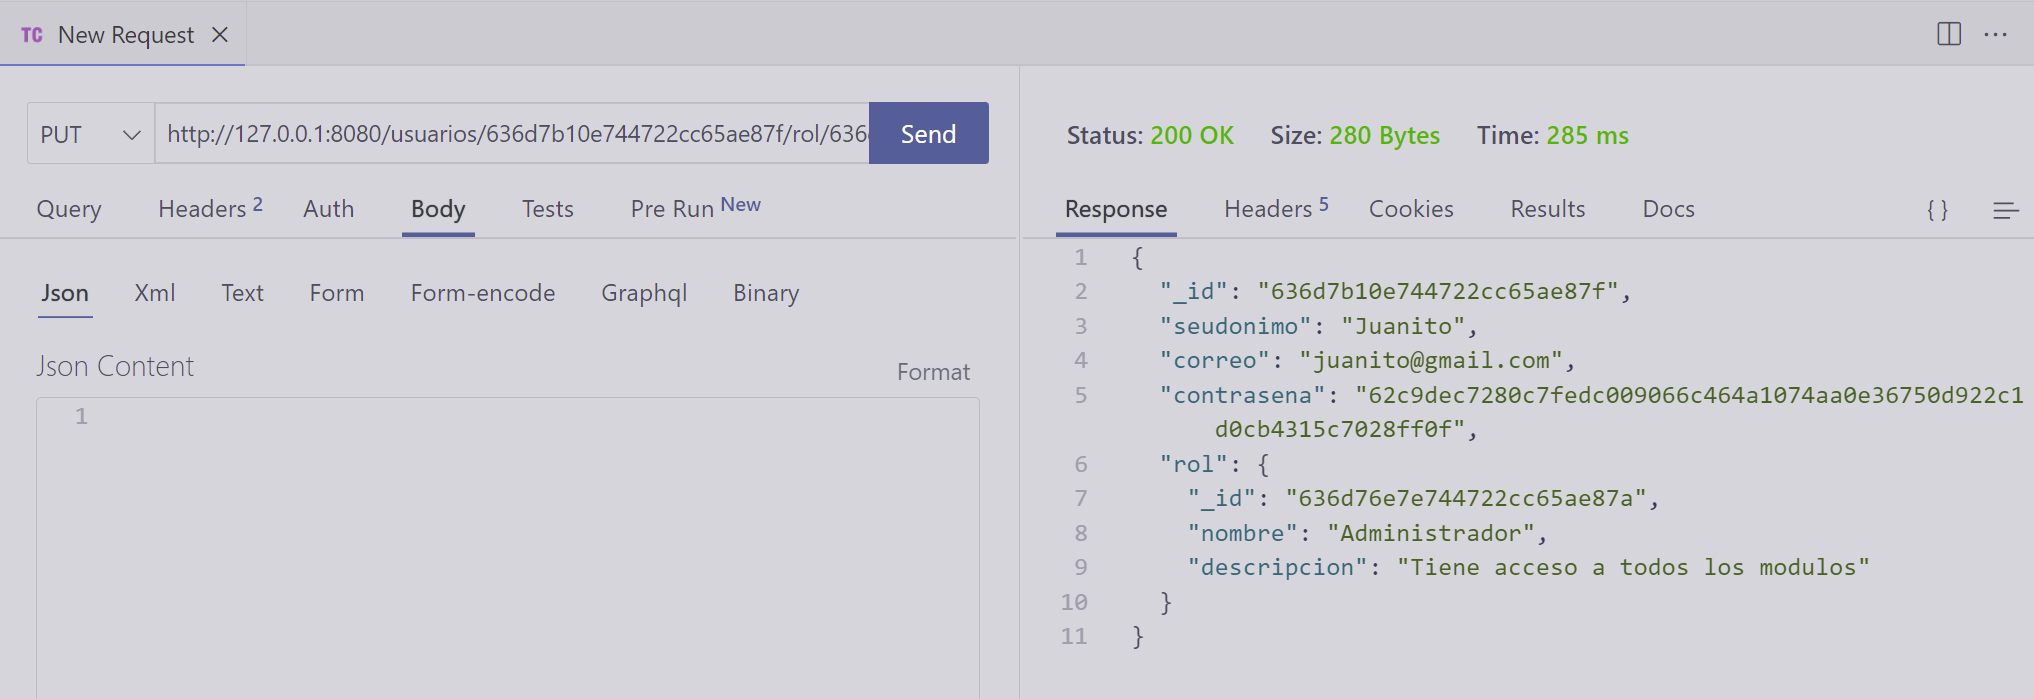 TC New Request
PUT http://127.0.0.1:8080/usuarios/636d7b10e744722cc65ae87f/rol/636 Send
Query Headers 2 Auth Body Tests Pre Run New
Json Xml Text Form Form-encode Graphql Binary
Json Content Format
1
Status: 200 OK Size: 280 Bytes Time: 285 ms
Response Headers 5 Cookies Results Docs { }
1 {
2 "_id": "636d7b10e744722cc65ae87f",
3 "seudonimo": "Juanito",
4 "correo": "juanito@gmail.com",
5 "contrasena": "62c9dec7280c7fedc009066c464a1074aa0e36750d922c1
d0cb4315c7028ff0f",
6 "rol": {
7 "_id": "636d76e7e744722cc65ae87a",
8 "nombre": "Administrador",
9 "descripcion": "Tiene acceso a todos los modulos"
10 }
11 }